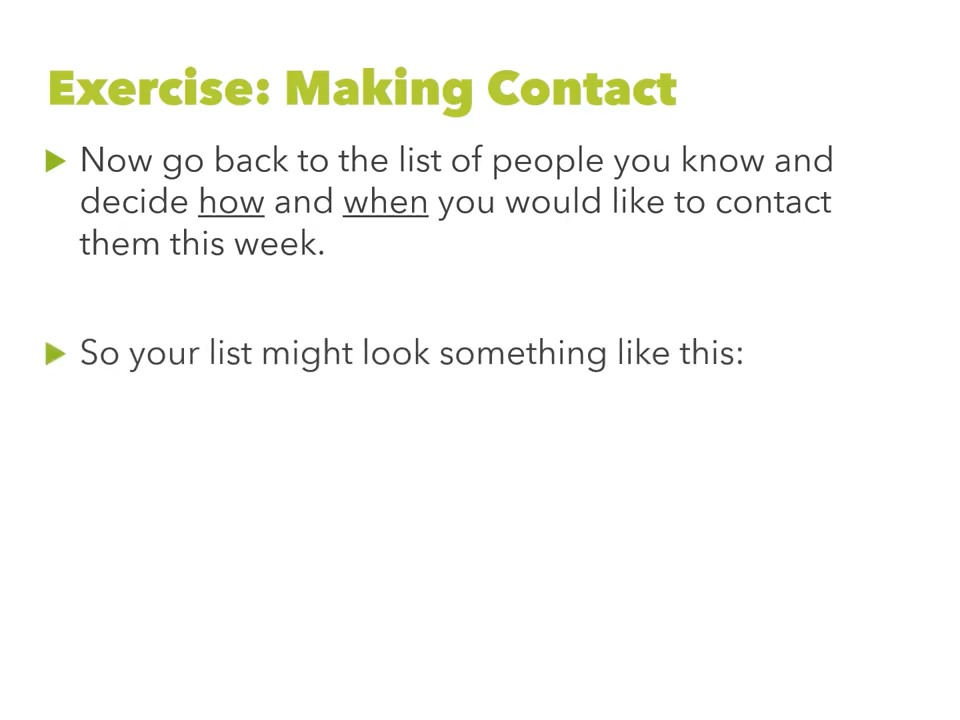 Exercise: Making Contact
Now go back to the list of people you know and
decide how and when you would like to contact
them this week.
So your list might look something like this: